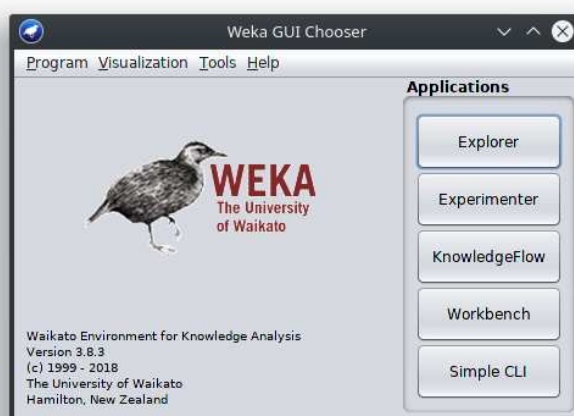 Weka GUI Chooser
Program Visualization Tools Help
Applications
Explorer
Experimenter
KnowledgeFlow
Workbench
Simple CLI
WEKA
The University
of Waikato
Waikato Environment for Knowledge Analysis
Version 3.8.3
(c) 1999 - 2018
The University of Waikato
Hamilton, New Zealand